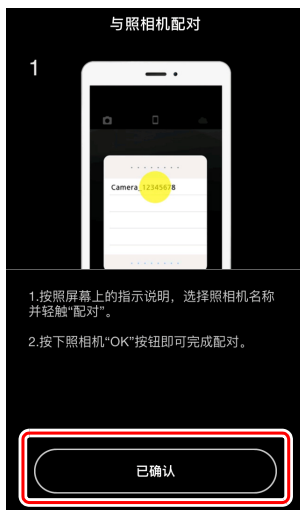 与照相机配对
1
Camera_12345678
1.按照屏幕上的指示说明，选择照相机名称
并轻触“配对”。
2.按下照相机“OK”按钮即可完成配对。
已确认